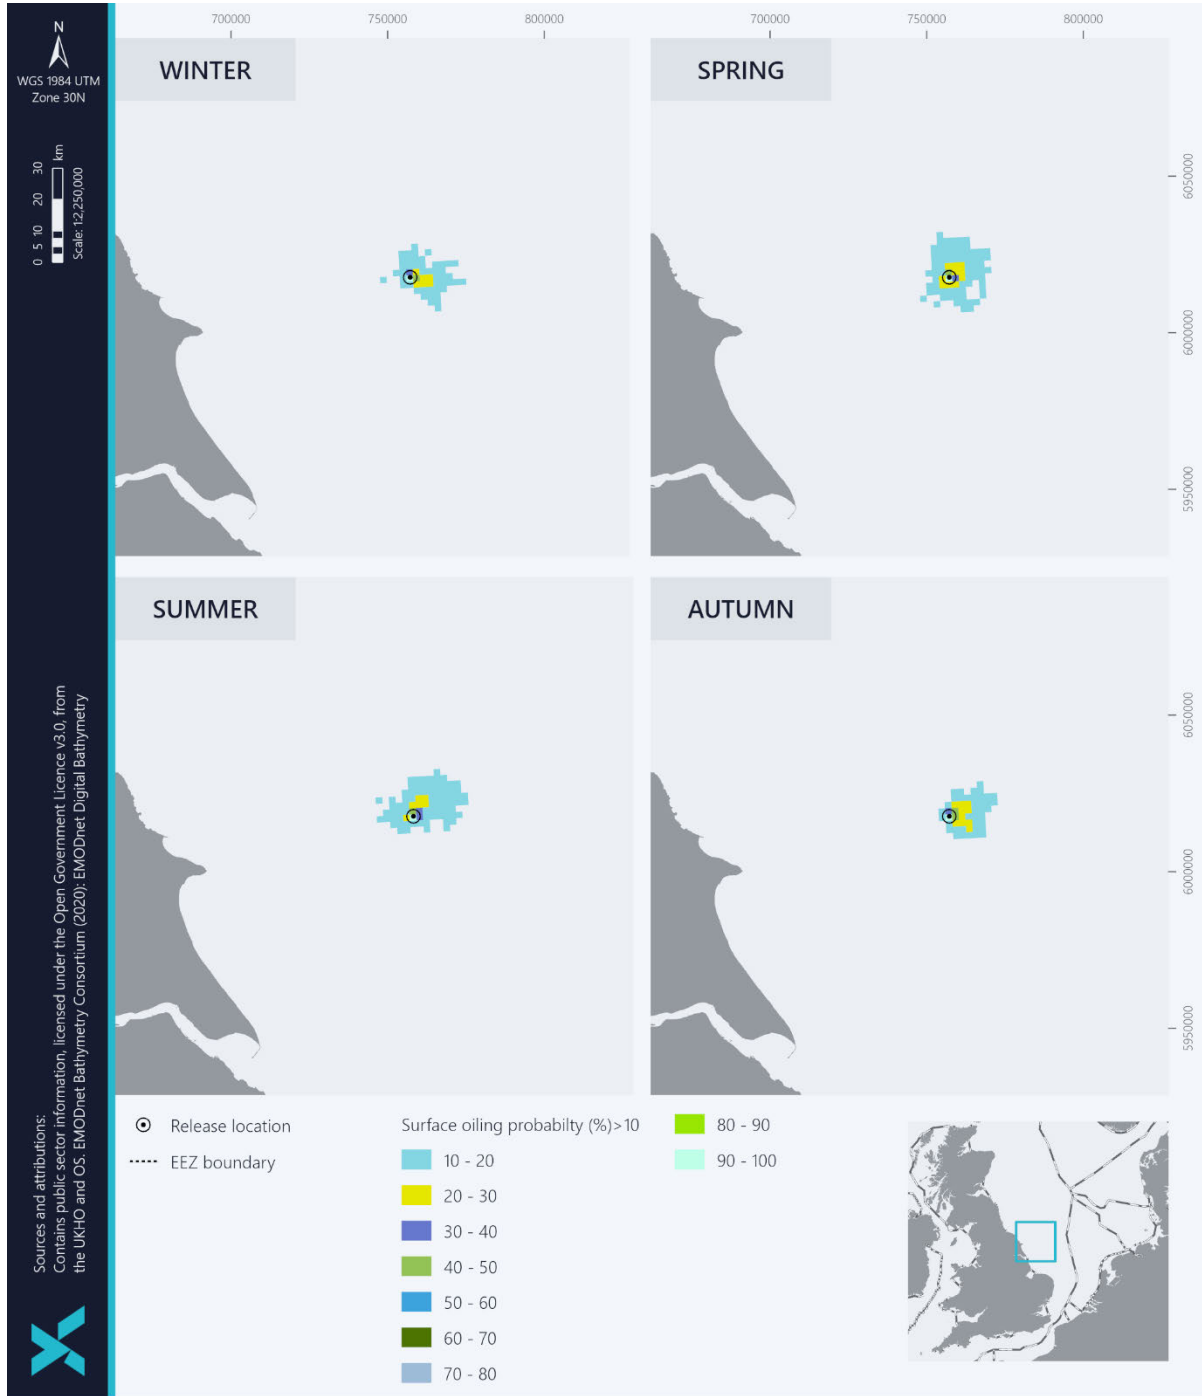 N
WGS 1984 UTM
Zone 30N
0 5 10 20 30
km
Scale: 1:2,250,000
Sources and attributions:
Contains public sector information, licensed under the Open Government Licence v3.0, from
the UKHO and OS. EMODnet Bathymetry Consortium (2020): EMODnet Digital Bathymetry
700000 750000 800000
700000 750000 800000
WINTER
SPRING
6050000
6000000
5950000
SUMMER
AUTUMN
6050000
6000000
5950000
Release location
EEZ boundary
Surface oiling probabilty (%)>10
10 - 20
20 - 30
30 - 40
40 - 50
50 - 60
60 - 70
70 - 80
80 - 90
90 - 100